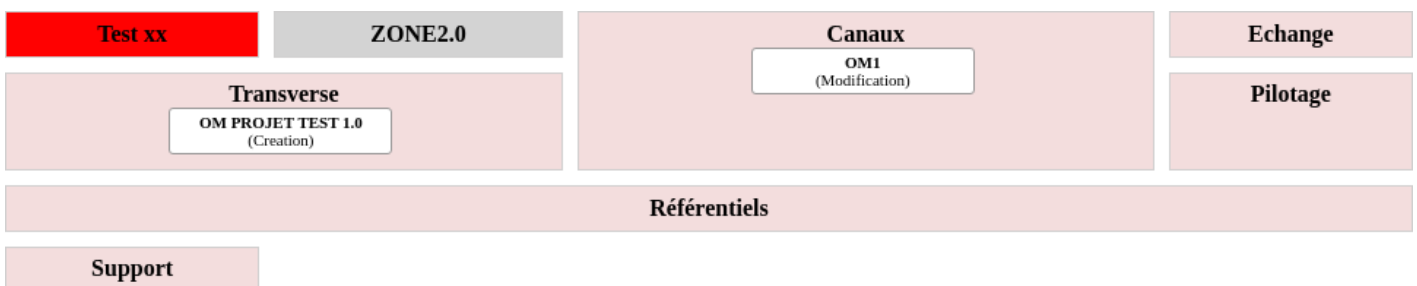 Test xx
ZONE2.0
Canaux
OM1
(Modification)
Echange
Transverse
OM PROJET TEST 1.0
(Creation)
Pilotage
Référentiels
Support